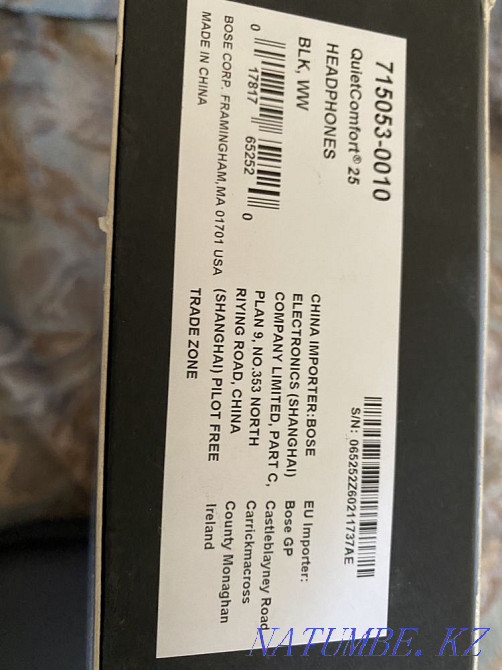 715053-0010
QuietComfort® 25
HEADPHONES
BLK, WW
0 17817 65252 0
BOSE CORP. FRAMINGHAM,MA 01701 USA
MADE IN CHINA
CHINA IMPORTER:BOSE
ELECTRONICS (SHANGHAI)
COMPANY LIMITED, PART C,
PLAN 9, NO.353 NORTH
RIYING ROAD, CHINA
(SHANGHAI) PILOT FREE
TRADE ZONE
S/N: 065252Z60211737AE
EU Importer:
Bose GP
Castleblayney Road
Carrickmacross
County Monaghan
Ireland
NATUMBE.KZ